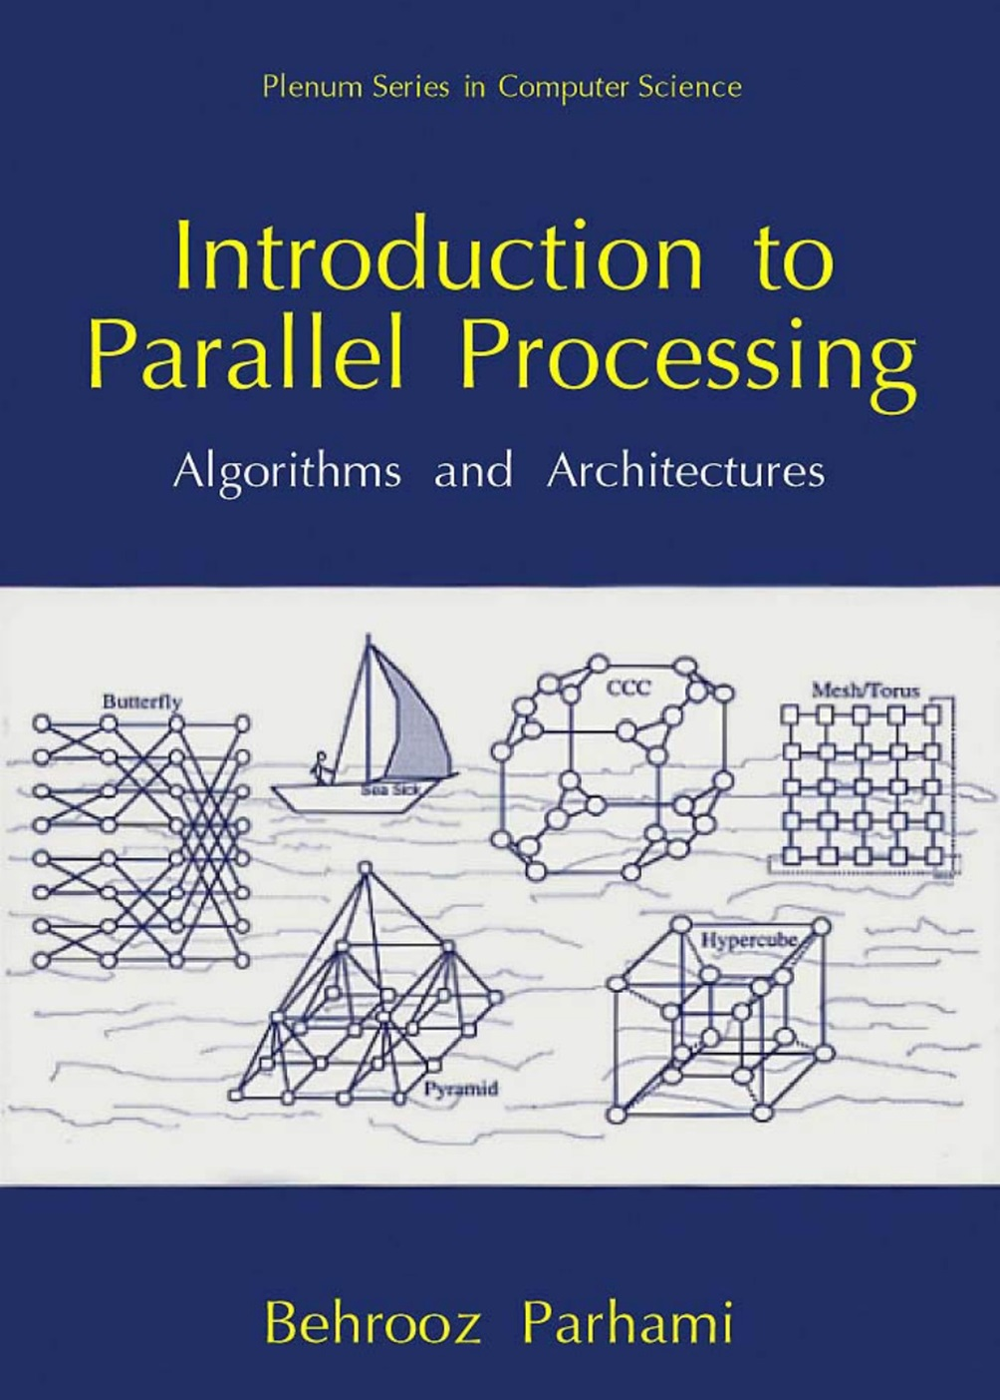 Plenum Series in Computer Science
Introduction to
Parallel Processing
Algorithms and Architectures
Butterfly
Sea Sick
CCC
Mesh/Torus
Hypercube
Pyramid
Behrooz Parhami